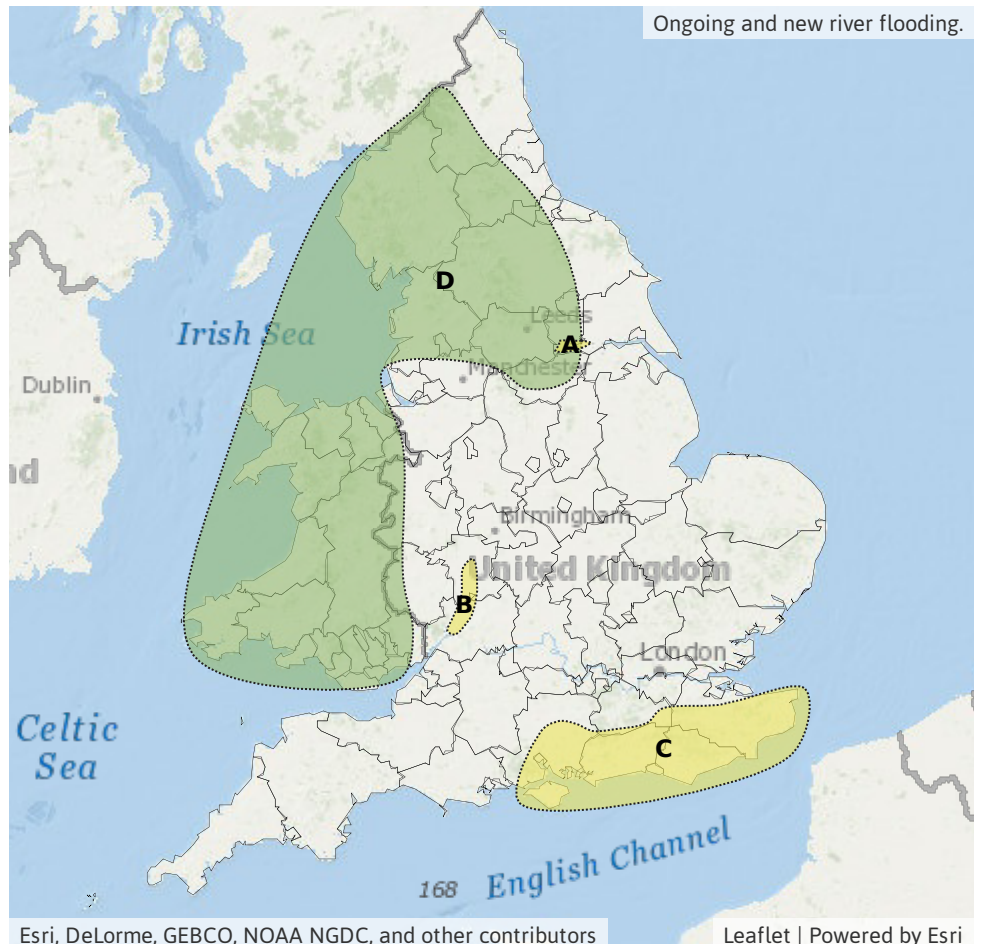 Ongoing and new river flooding.
D
Leeds
Irish Sea
A
Manchester
Dublin
nd
Birmingham
United Kingdom
B
London
Celtic
Sea
C
English Channel
168
Esri, DeLorme, GEBCO, NOAA NGDC, and other contributors
Leaflet | Powered by Esri